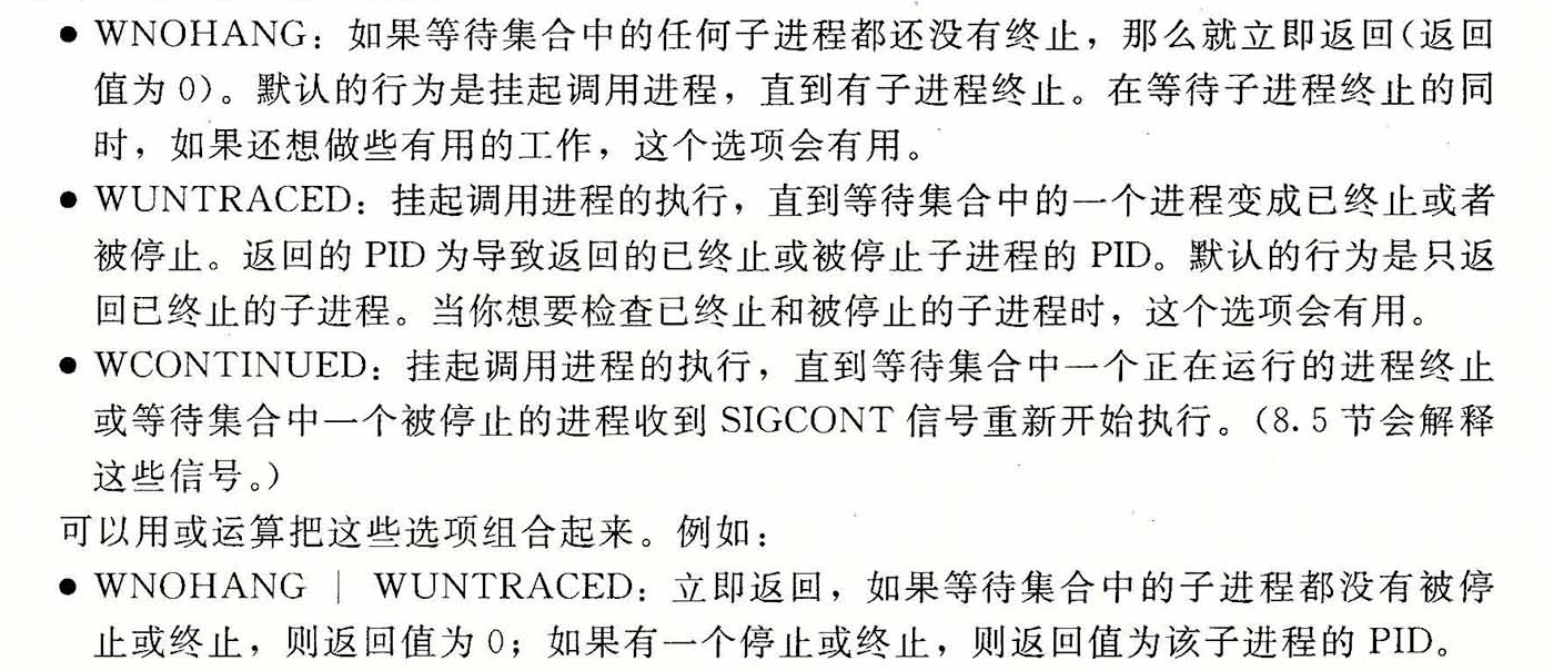 ● WNOHANG：如果等待集合中的任何子进程都还没有终止，那么就立即返回(返回
值为 0)。默认的行为是挂起调用进程，直到有子进程终止。在等待子进程终止的同
时，如果还想做些有用的工作，这个选项会有用。
● WUNTRACED：挂起调用进程的执行，直到等待集合中的一个进程变成已终止或者
被停止。返回的 PID 为导致返回的已终止或被停止子进程的 PID。默认的行为是只返
回已终止的子进程。当你想要检查已终止和被停止的子进程时，这个选项会有用。
● WCONTINUED：挂起调用进程的执行，直到等待集合中一个正在运行的进程终止
或等待集合中一个被停止的进程收到 SIGCONT 信号重新开始执行。(8.5 节会解释
这些信号。)
可以用或运算把这些选项组合起来。例如：
● WNOHANG | WUNTRACED：立即返回，如果等待集合中的子进程都没有被停
止或终止，则返回值为 0；如果有一个停止或终止，则返回值为该子进程的 PID。